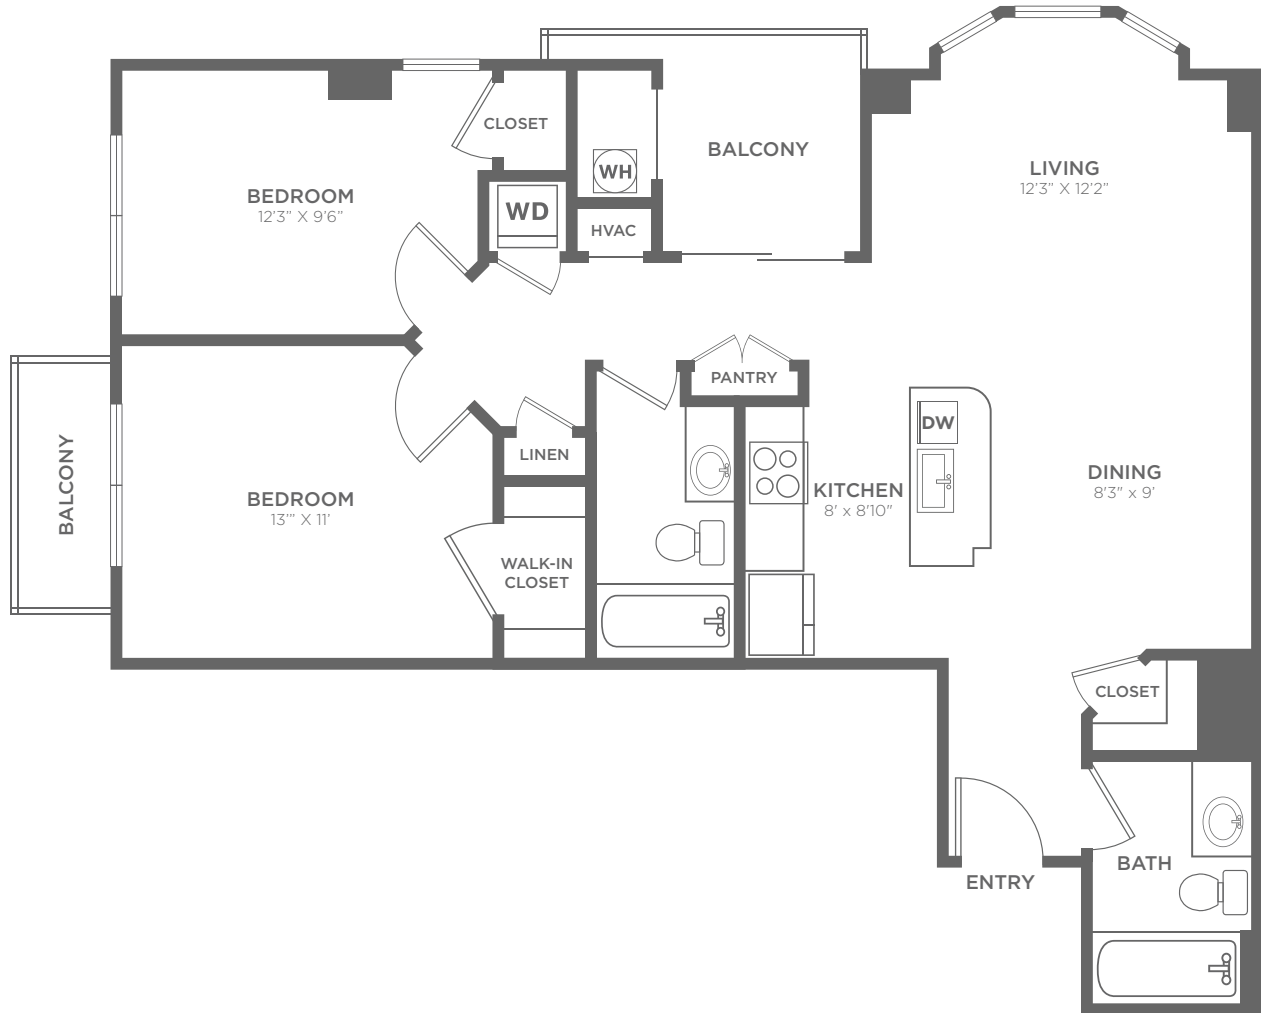 CLOSET
BALCONY
WH
LIVING
12’3” X 12’2”
BEDROOM
12’3” X 9’6”
WD
HVAC
PANTRY
DW
BALCONY
LINEN
DINING
8'3" x 9'
BEDROOM
13’” X 11’
KITCHEN
8' x 8'10"
WALK-IN
CLOSET
CLOSET
BATH
ENTRY